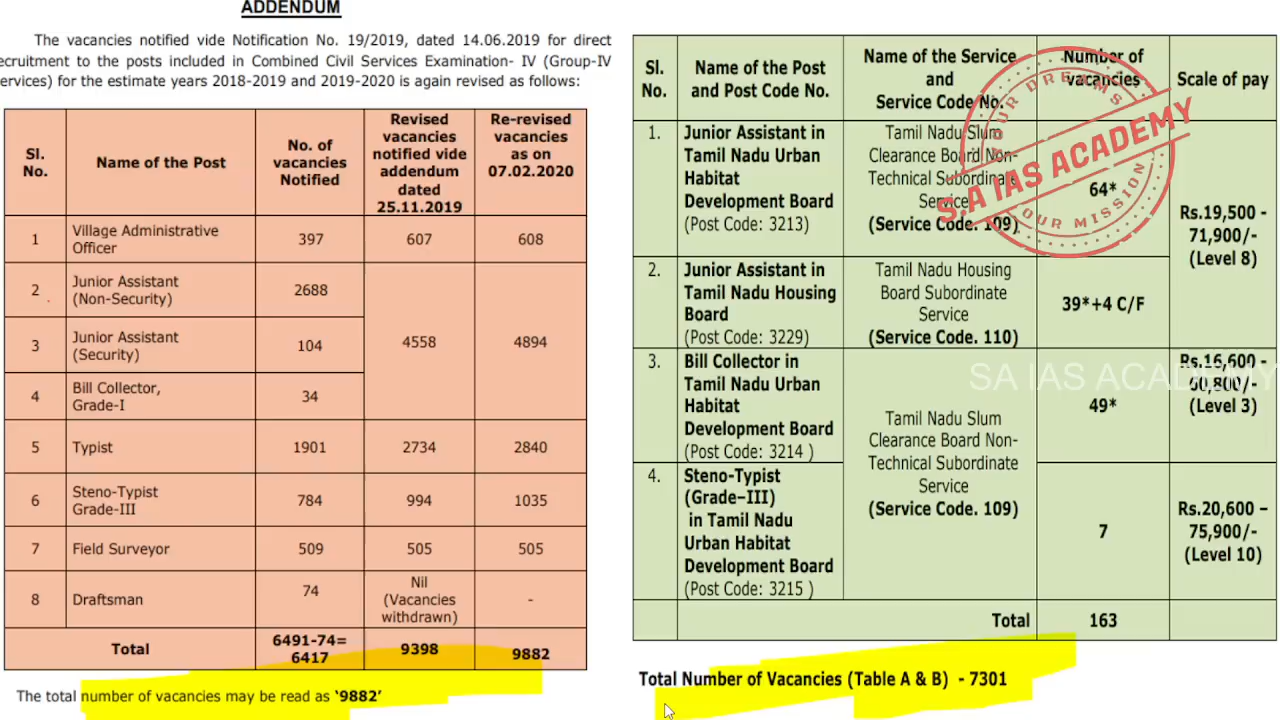 ADDENDUM
The vacancies notified vide Notification No. 19/2019, dated 14.06.2019 for direct
ecruitment to the posts included in Combined Civil Services Examination- IV (Group-IV
ervices) for the estimate years 2018-2019 and 2019-2020 is again revised as follows:
Sl. No. Name of the Post No. of vacancies Notified Revised vacancies notified vide addendum dated 25.11.2019 Re-revised vacancies as on 07.02.2020
1 Village Administrative Officer 397 607 608
2 Junior Assistant (Non-Security) 2688
3 Junior Assistant (Security) 104 4558 4894
4 Bill Collector, Grade-I 34
5 Typist 1901 2734 2840
6 Steno-Typist Grade-III 784 994 1035
7 Field Surveyor 509 505 505
8 Draftsman 74 Nil (Vacancies withdrawn) -
Total 6491-74= 6417 9398 9882
The total number of vacancies may be read as '9882'
Sl. No. Name of the Post and Post Code No. Name of the Service and Service Code No. Number of vacancies Scale of pay
1. Junior Assistant in Tamil Nadu Urban Habitat Development Board (Post Code: 3213) Tamil Nadu Slum Clearance Board Non-Technical Subordinate Service (Service Code. 109) 64* Rs.19,500 - 71,900/- (Level 8)
2. Junior Assistant in Tamil Nadu Housing Board (Post Code: 3229) Tamil Nadu Housing Board Subordinate Service (Service Code. 110) 39*+4 C/F
3. Bill Collector in Tamil Nadu Urban Habitat Development Board (Post Code: 3214 ) Tamil Nadu Slum Clearance Board Non-Technical Subordinate Service (Service Code. 109) 49* Rs.16,600 - 60,800/- (Level 3)
4. Steno-Typist (Grade–III) in Tamil Nadu Urban Habitat Development Board (Post Code: 3215 ) 7 Rs.20,600 – 75,900/- (Level 10)
Total 163
Total Number of Vacancies (Table A & B) - 7301
OUR DREAMS
S.A IAS ACADEMY
OUR MISSION
SA IAS ACADEMY